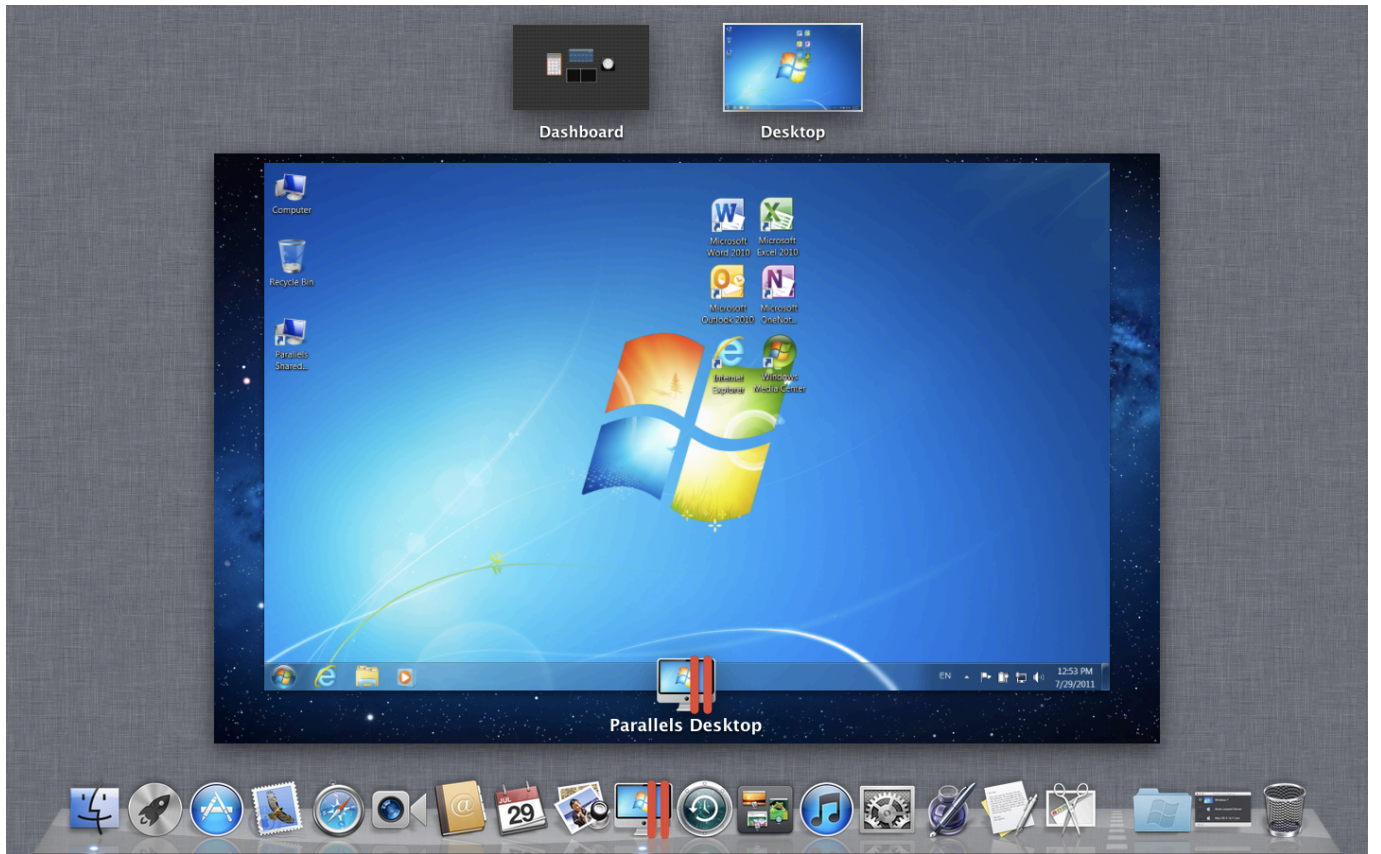 Dashboard
Desktop
Computer
Recycle Bin
Parallels
Shared...
Microsoft
Word 2010
Microsoft
Excel 2010
Microsoft
Outlook 2010
Microsoft
OneNot...
Internet
Explorer
Windows
Media Center
EN
12:53 PM
7/29/2011
Parallels Desktop
JUL
29